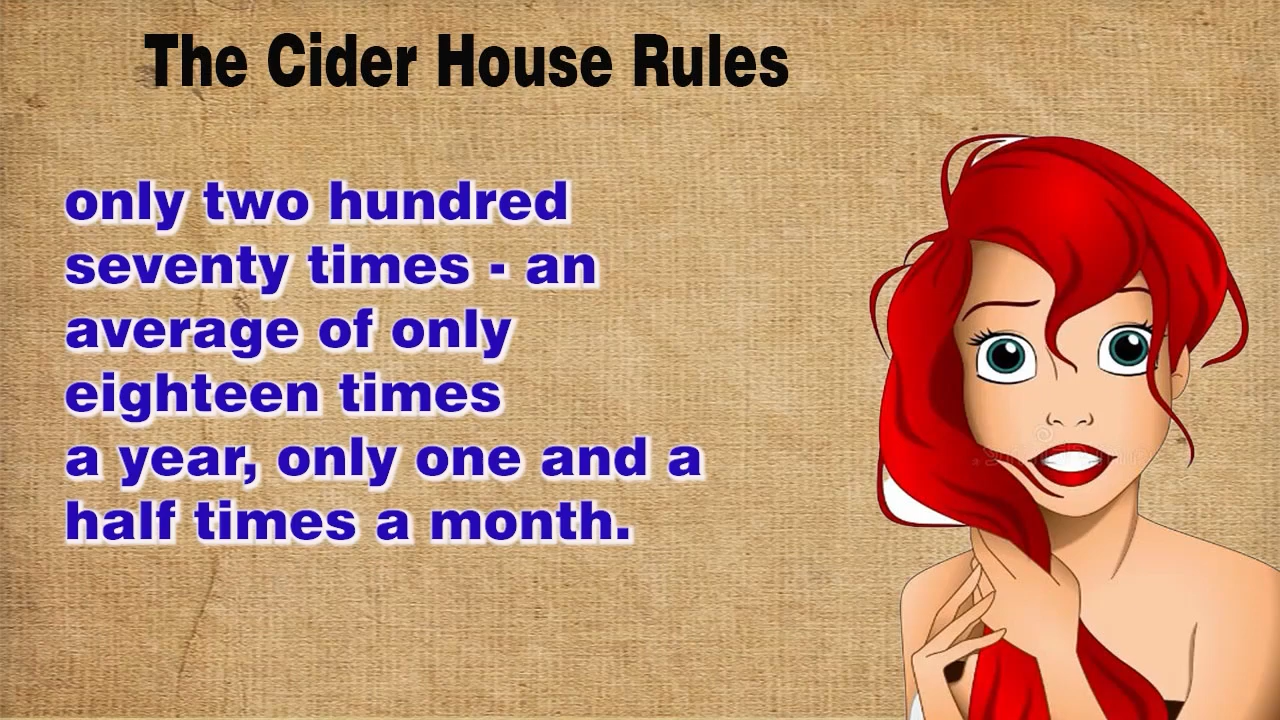 The Cider House Rules
only two hundred
seventy times - an
average of only
eighteen times
a year, only one and a
half times a month.